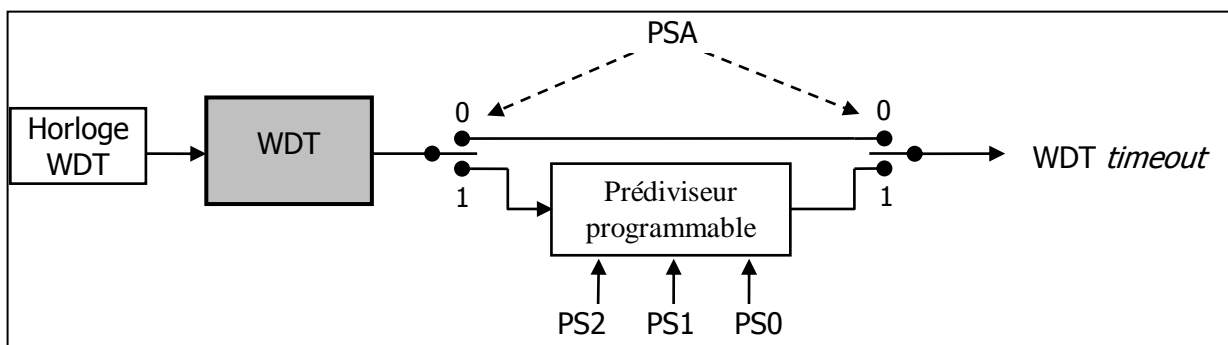 PSA
0
0
Horloge
WDT
WDT
WDT timeout
1
Prédiviseur
programmable
1
PS2
PS1
PS0